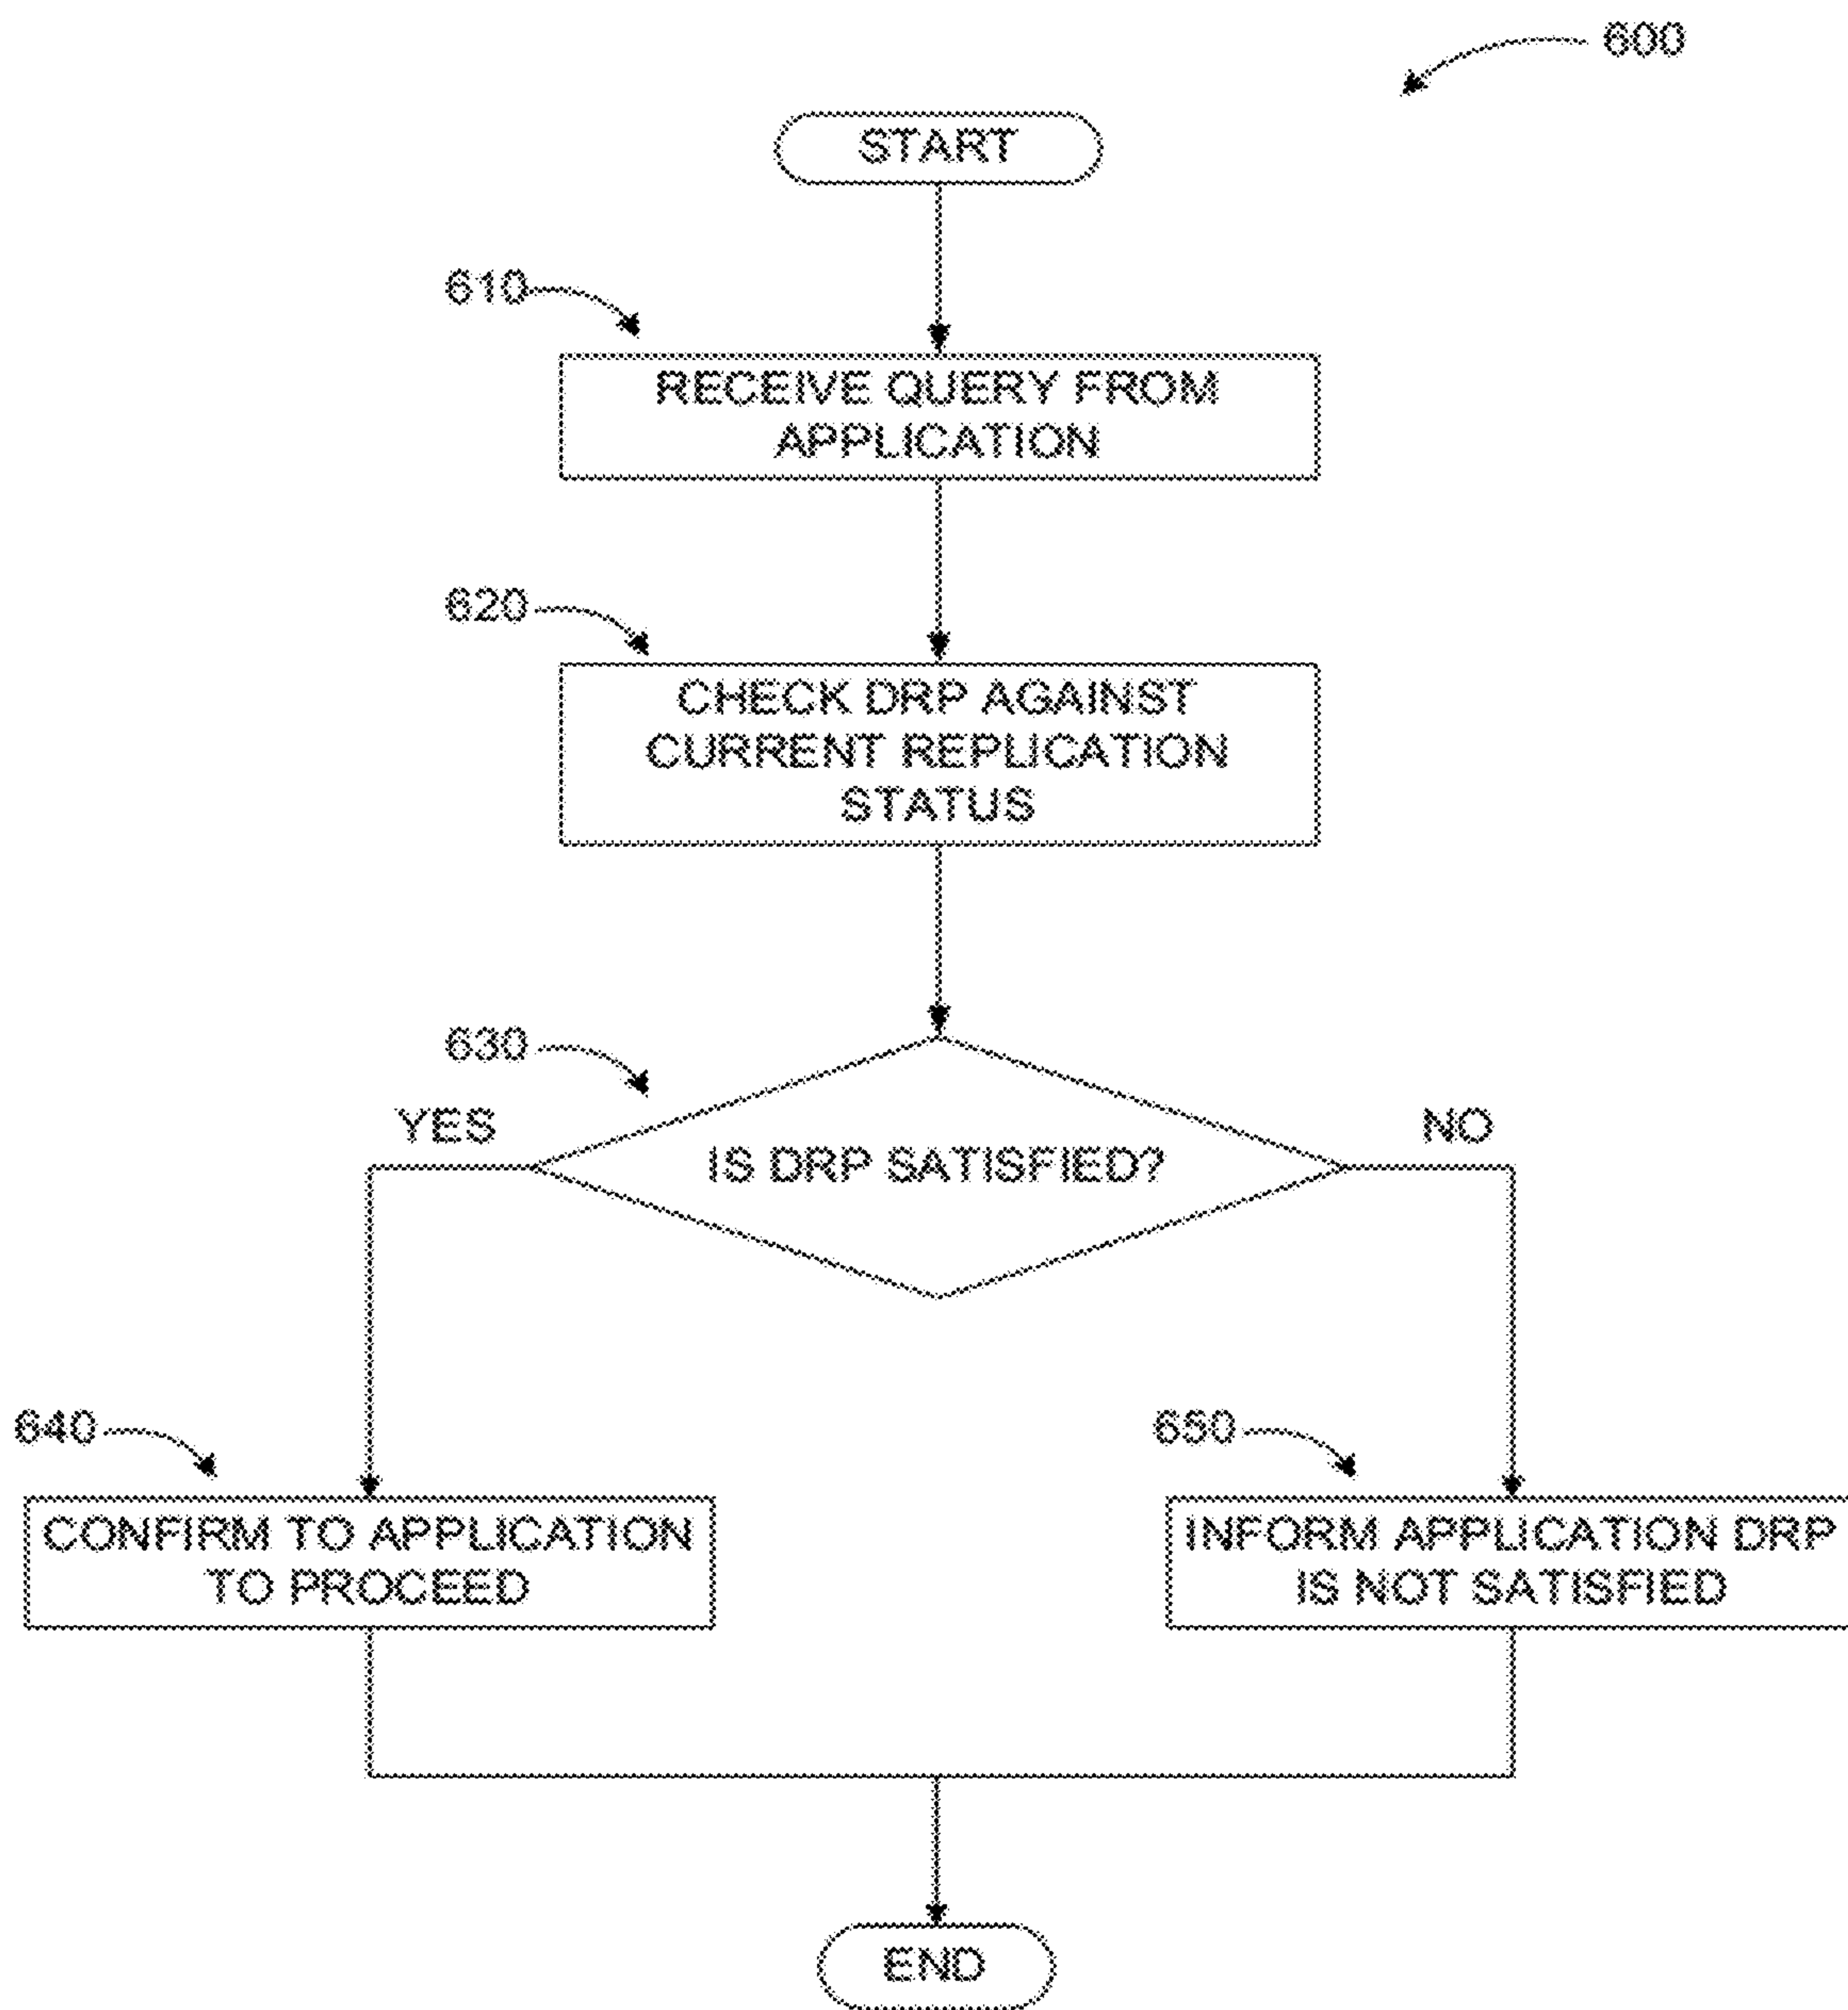 600
START
610
RECEIVE QUERY FROM
APPLICATION
620
CHECK DRP AGAINST
CURRENT REPLICATION
STATUS
630
YES
IS DRP SATISFIED?
NO
640
CONFIRM TO APPLICATION
TO PROCEED
650
INFORM APPLICATION DRP
IS NOT SATISFIED
END